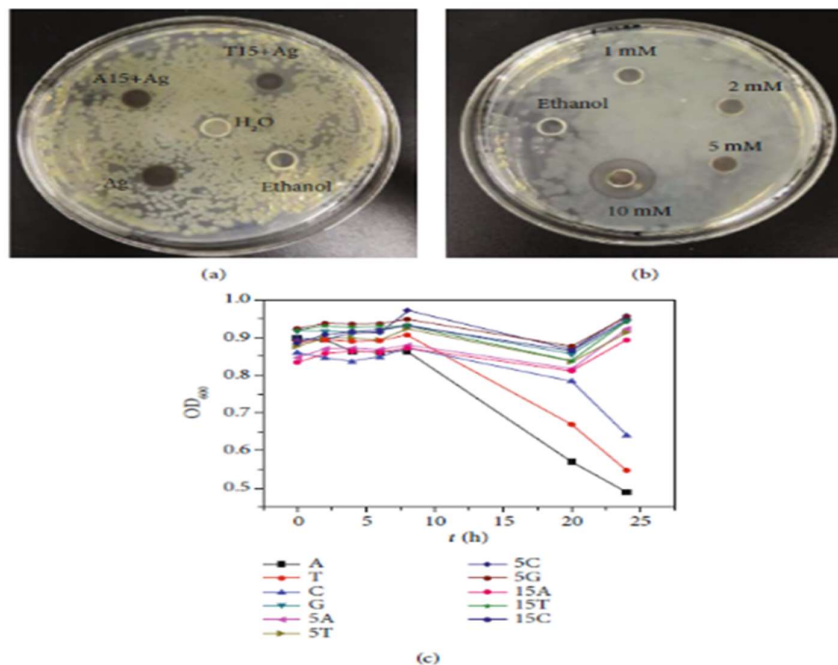 T15+Ag
A15+Ag
H₂O
Ag
Ethanol
(a)
1 mM
2 mM
Ethanol
5 mM
10 mM
(b)
1.0
0.9
0.8
0.7
0.6
0.5
OD₆₀₀
0 5 10 15 20 25
t (h)
A
T
C
G
5A
5T
5C
5G
15A
15T
15C
(c)